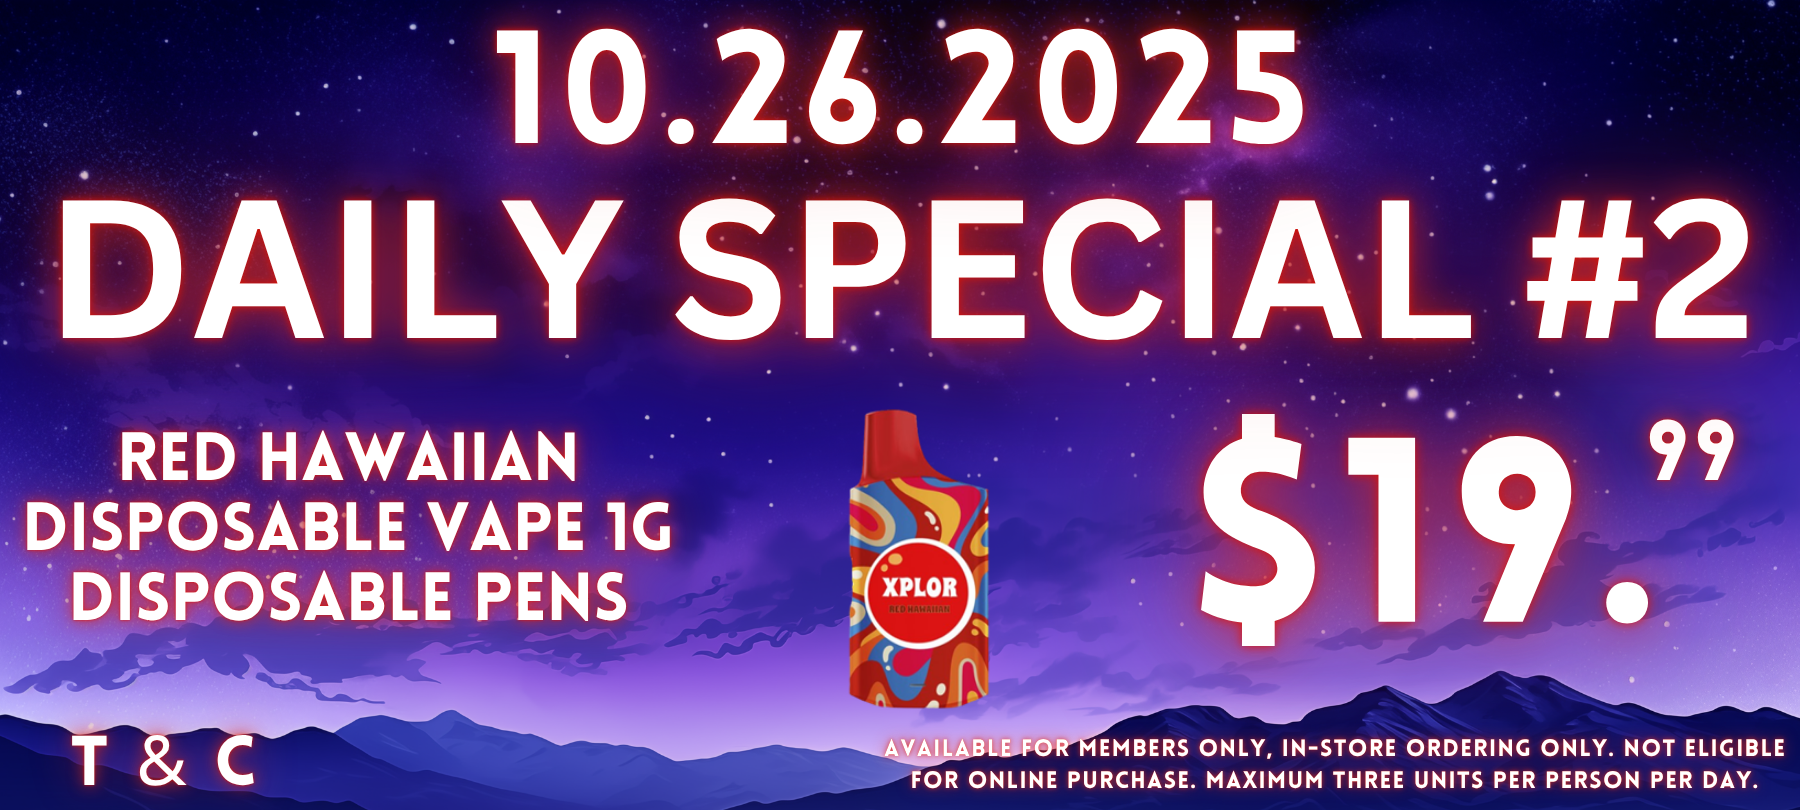 10.26.2025
DAILY SPECIAL #2
RED HAWAIIAN
DISPOSABLE VAPE 1G
DISPOSABLE PENS
XPLOR
RED HAWAIIAN
$19.99
T & C
AVAILABLE FOR MEMBERS ONLY, IN-STORE ORDERING ONLY. NOT ELIGIBLE
FOR ONLINE PURCHASE. MAXIMUM THREE UNITS PER PERSON PER DAY.